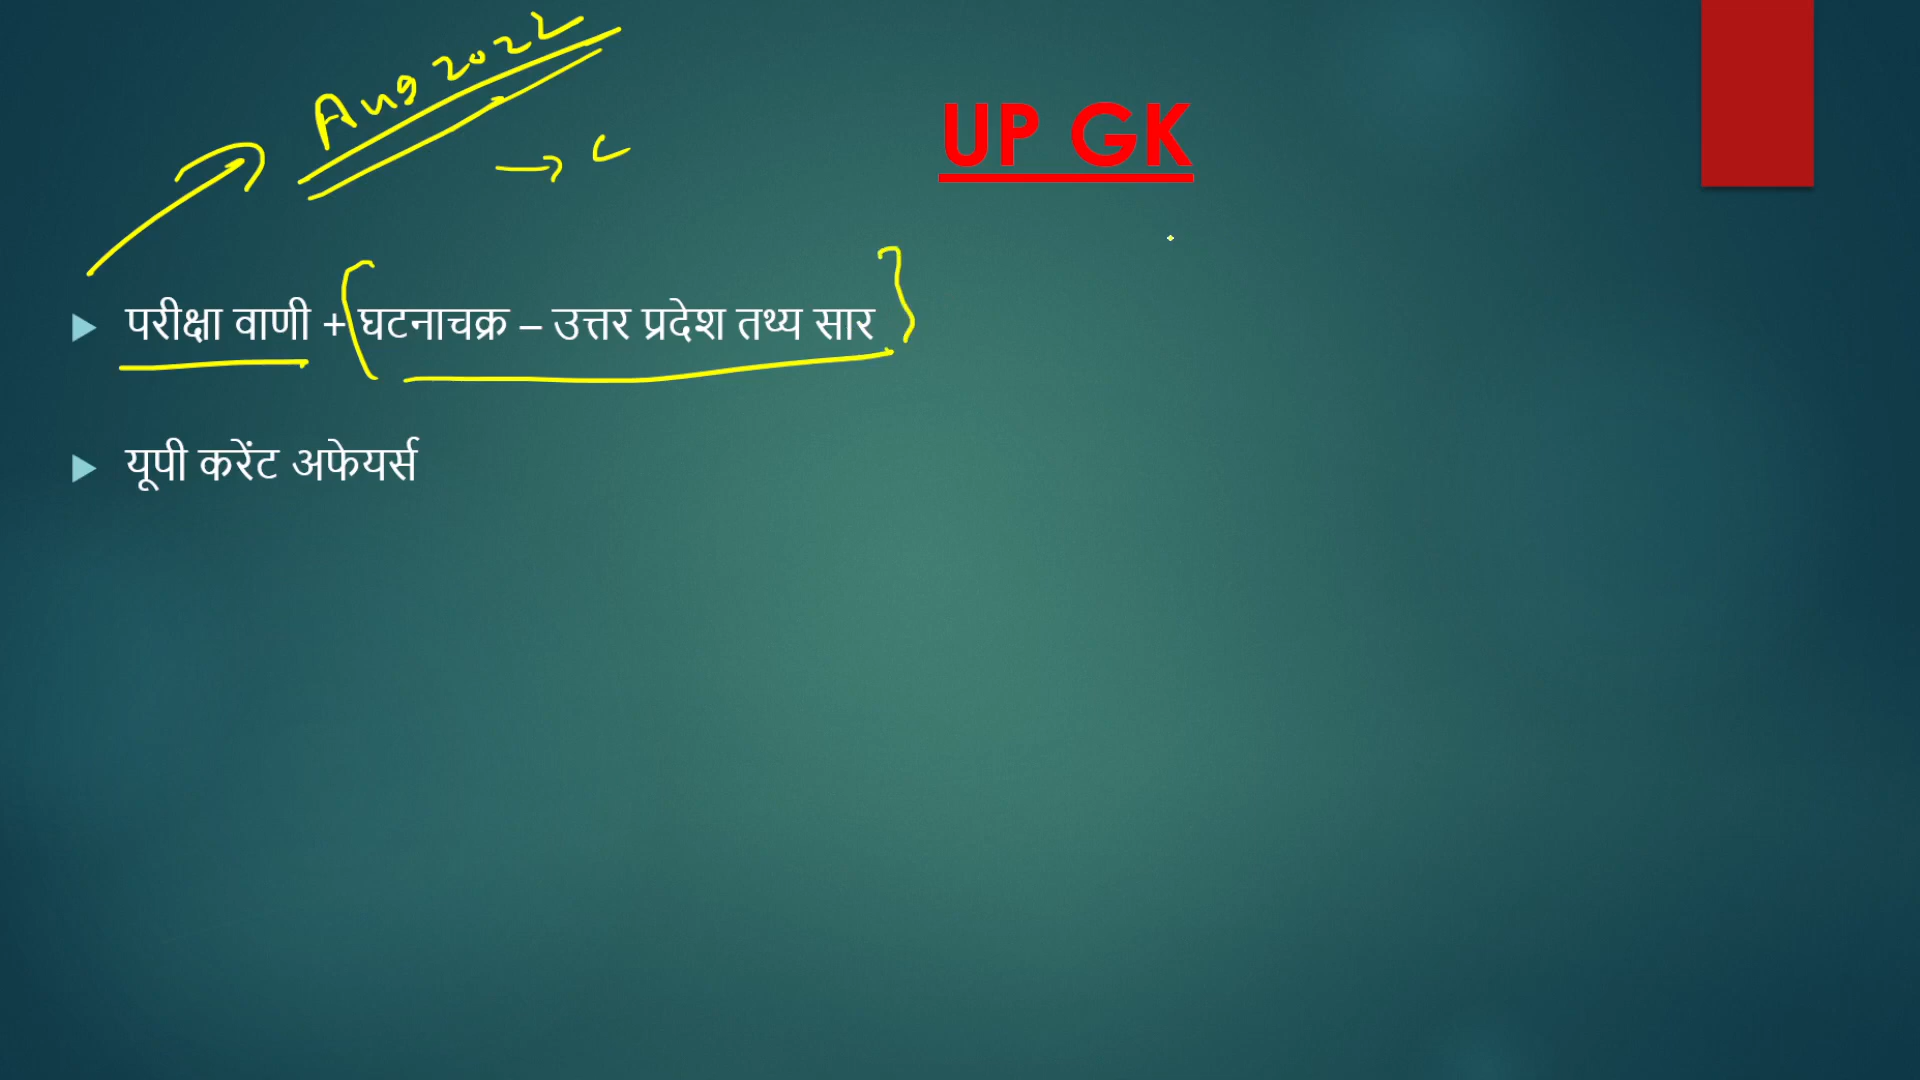 Aug 2022
UP GK
परीक्षा वाणी + घटनाचक्र – उत्तर प्रदेश तथ्य सार
यूपी करेंट अफेयर्स